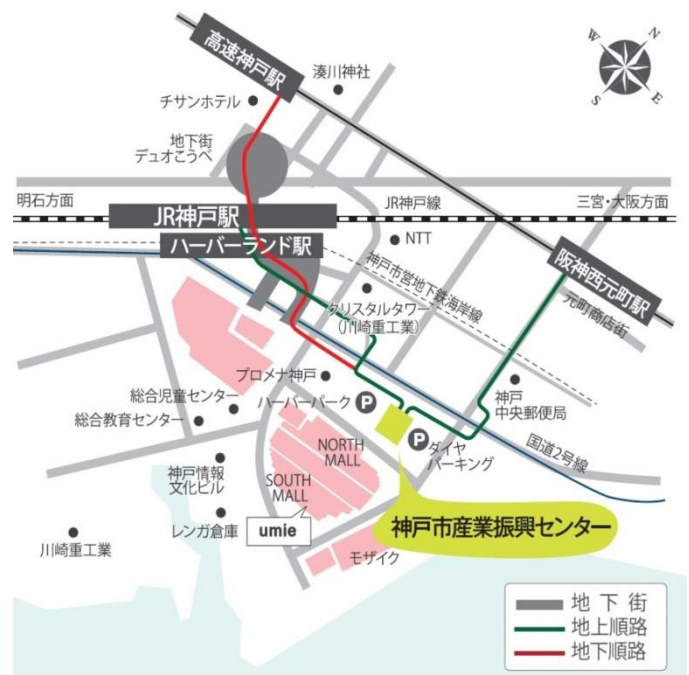 高速神戸駅
湊川神社
チサンホテル
地下街
デュオこうべ
N
W
S
E
明石方面
JR神戸駅
JR神戸線
三宮・大阪方面
ハーバーランド駅
NTT
神戸市営地下鉄海岸線
阪神西元町駅
元町商店街
クリスタルタワー
(川崎重工業)
プロメナ神戸
ハーバーパーク
P
神戸
中央郵便局
総合児童センター
総合教育センター
P
ダイヤ
パーキング
国道2号線
NORTH
MALL
SOUTH
MALL
神戸情報
文化ビル
レンガ倉庫
umie
神戸市産業振興センター
川崎重工業
モザイク
地下街
地上順路
地下順路